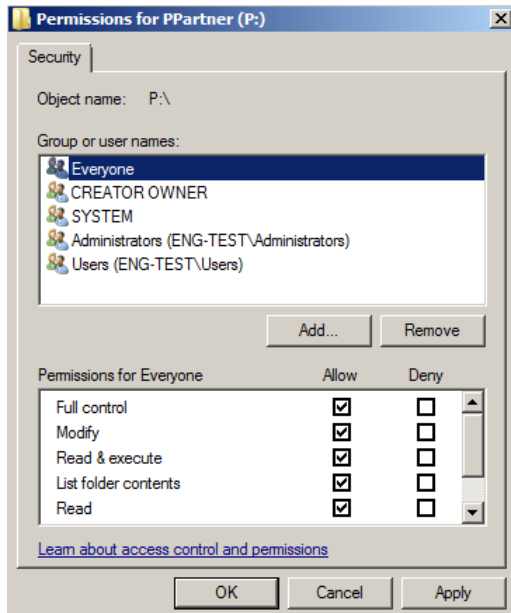 Permissions for PPartner (P:)
Security
Object name: P:\
Group or user names:
Everyone
CREATOR OWNER
SYSTEM
Administrators (ENG-TEST\Administrators)
Users (ENG-TEST\Users)
Add... Remove
Permissions for Everyone Allow Deny
Full control
Modify
Read & execute
List folder contents
Read
Learn about access control and permissions
OK Cancel Apply